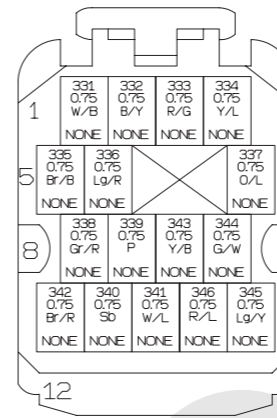 1
331 332 333 334
0.75 0.75 0.75 0.75
W/B B/Y R/G Y/L
NONE NONE NONE NONE
5
335 336 337
0.75 0.75 0.75
Br/B Lg/R O/L
NONE NONE NONE
8
338 339 343 344
0.75 0.75 0.75 0.75
Gr/R P Y/B G/W
NONE NONE NONE NONE
342 340 341 346 345
0.75 0.75 0.75 0.75 0.75
Br/R Sb W/L R/L Lg/Y
NONE NONE NONE NONE NONE
12